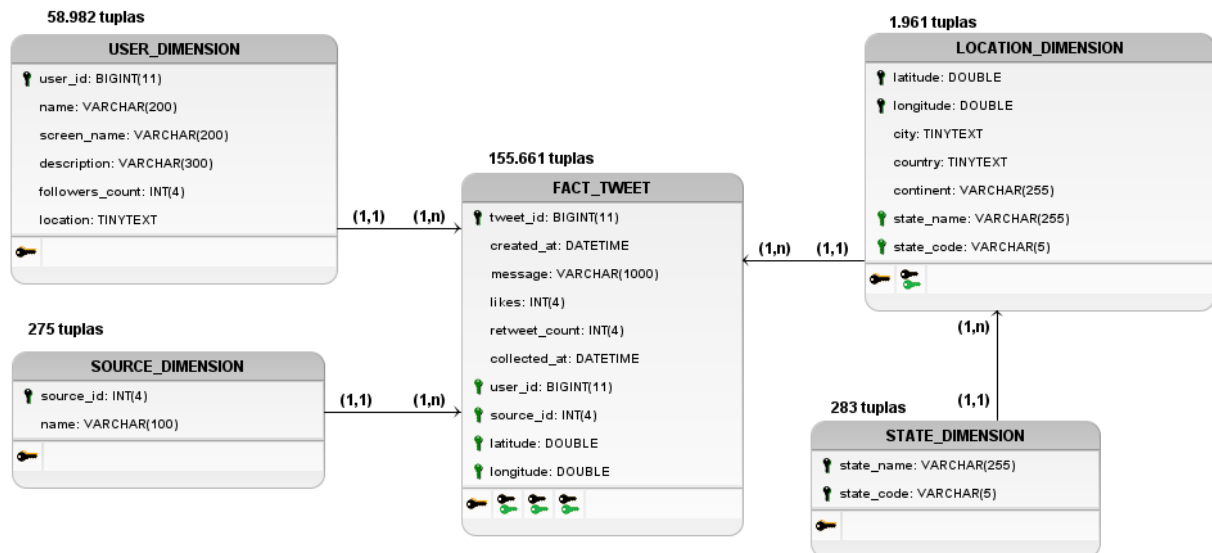 58.982 tuplas
USER_DIMENSION
user_id: BIGINT(11)
name: VARCHAR(200)
screen_name: VARCHAR(200)
description: VARCHAR(300)
followers_count: INT(4)
location: TINYTEXT
(1,1) (1,n)
275 tuplas
SOURCE_DIMENSION
source_id: INT(4)
name: VARCHAR(100)
(1,1) (1,n)
155.661 tuplas
FACT_TWEET
tweet_id: BIGINT(11)
created_at: DATETIME
message: VARCHAR(1000)
likes: INT(4)
retweet_count: INT(4)
collected_at: DATETIME
user_id: BIGINT(11)
source_id: INT(4)
latitude: DOUBLE
longitude: DOUBLE
(1,n) (1,1)
1.961 tuplas
LOCATION_DIMENSION
latitude: DOUBLE
longitude: DOUBLE
city: TINYTEXT
country: TINYTEXT
continent: VARCHAR(255)
state_name: VARCHAR(255)
state_code: VARCHAR(5)
(1,n)
(1,1)
283 tuplas
STATE_DIMENSION
state_name: VARCHAR(255)
state_code: VARCHAR(5)